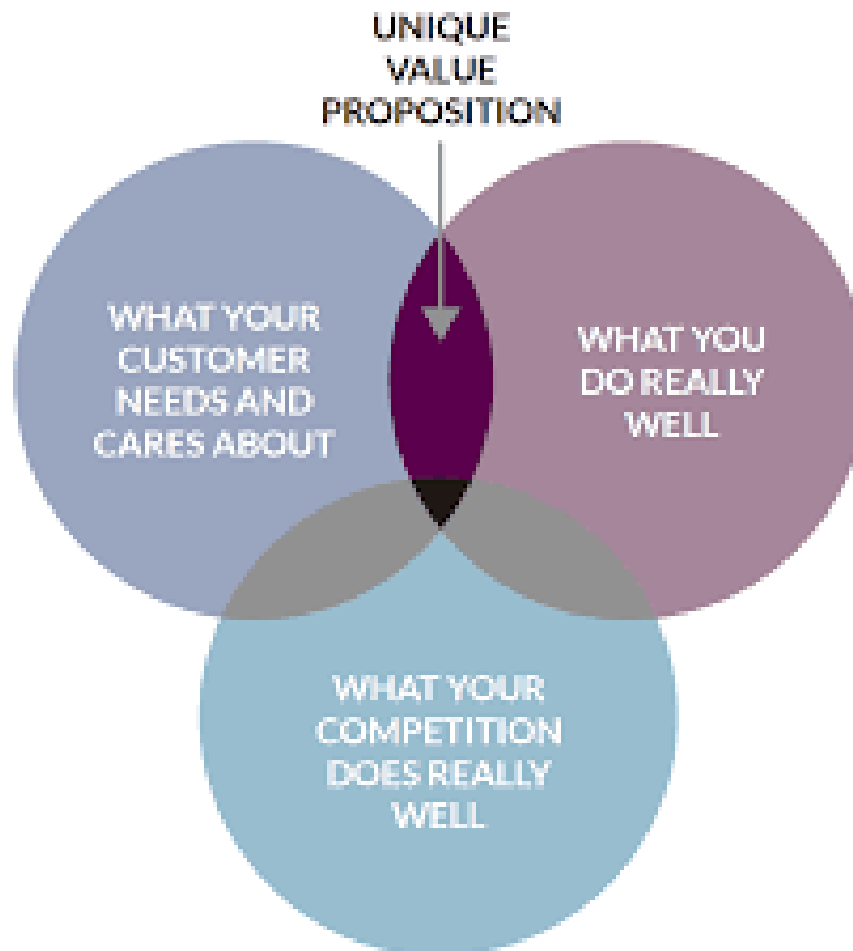 UNIQUE
VALUE
PROPOSITION
WHAT YOUR
CUSTOMER
NEEDS AND
CARES ABOUT
WHAT YOU
DO REALLY
WELL
WHAT YOUR
COMPETITION
DOES REALLY
WELL